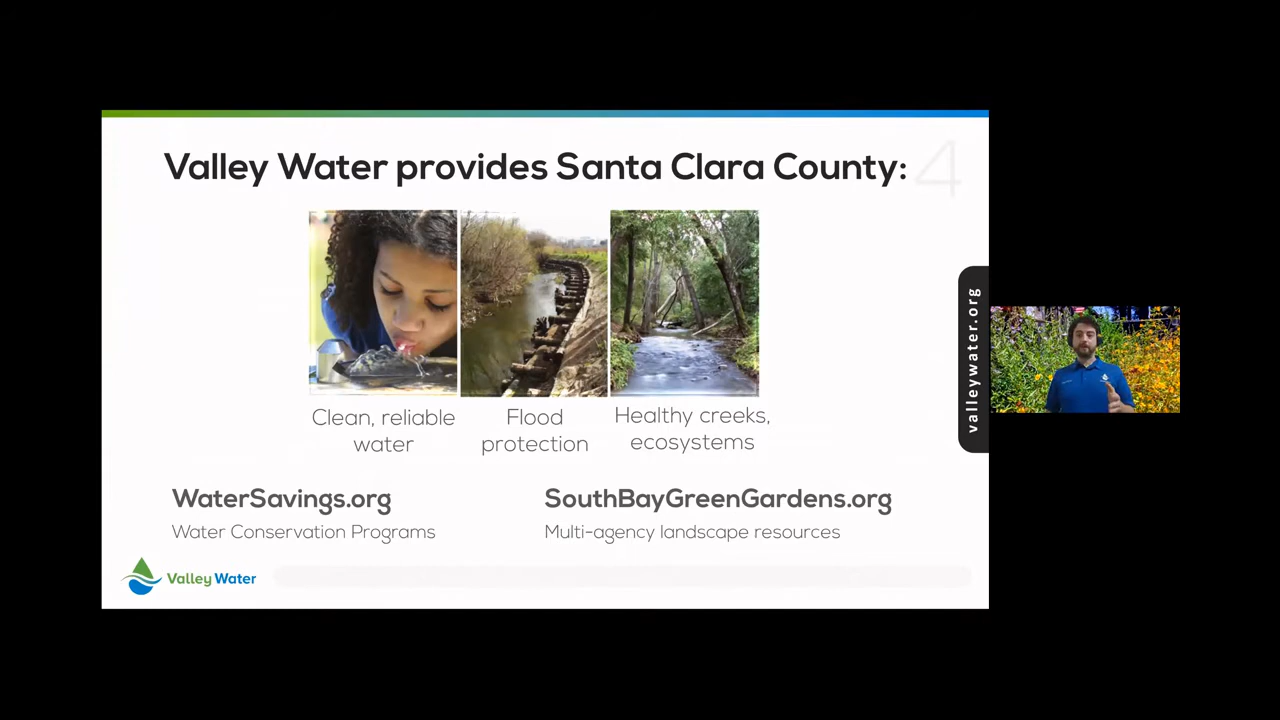 Valley Water provides Santa Clara County:
4
Clean, reliable
water
Flood
protection
Healthy creeks,
ecosystems
valleywater.org
WaterSavings.org
Water Conservation Programs
SouthBayGreenGardens.org
Multi-agency landscape resources
Valley Water